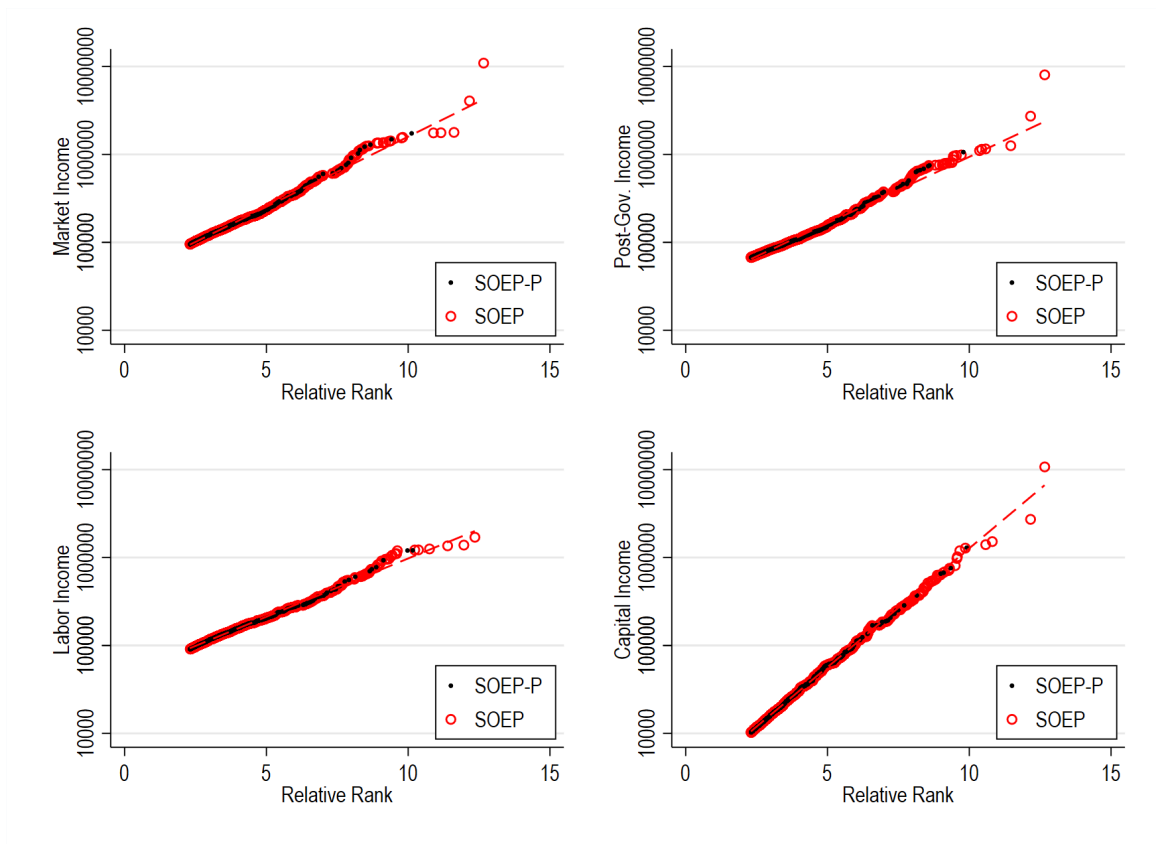 Market Income
10000 100000 1000000 10000000
SOEP-P
SOEP
0 5 10 15
Relative Rank
Post-Gov. Income
10000 100000 1000000 10000000
SOEP-P
SOEP
0 5 10 15
Relative Rank
Labor Income
10000 100000 1000000 10000000
SOEP-P
SOEP
0 5 10 15
Relative Rank
Capital Income
10000 100000 1000000 10000000
SOEP-P
SOEP
0 5 10 15
Relative Rank